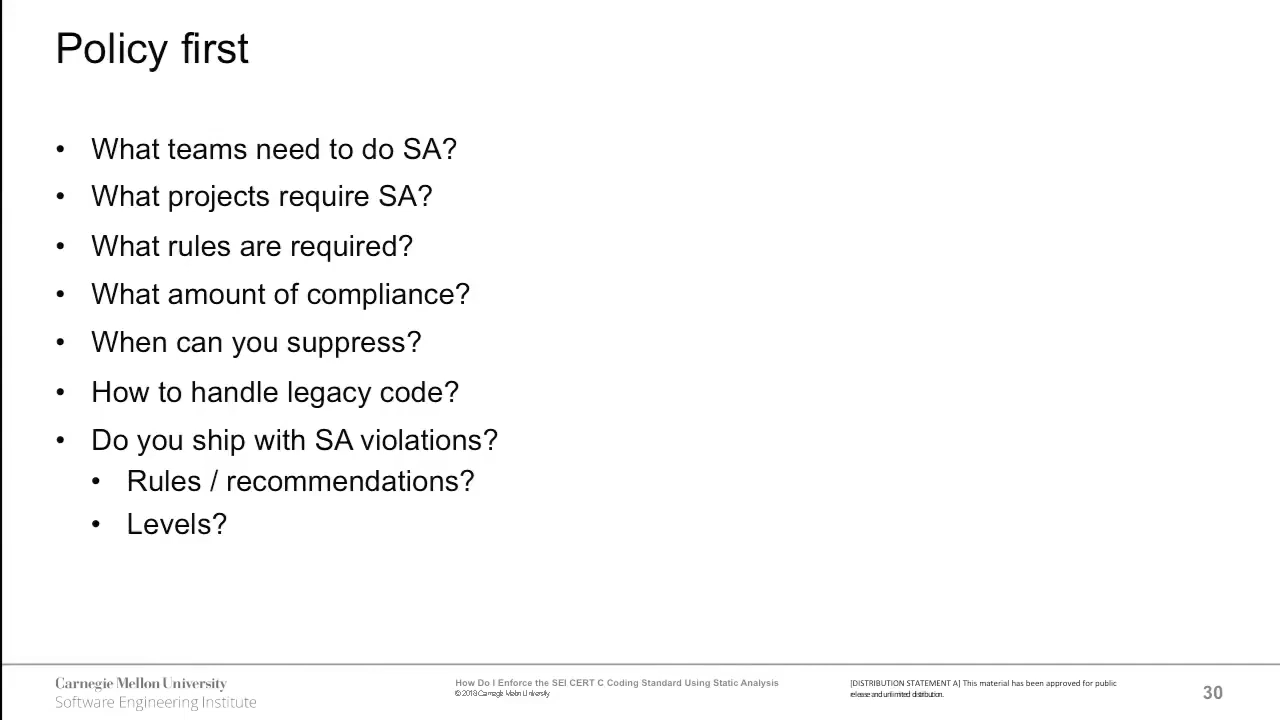 Policy first
• What teams need to do SA?
• What projects require SA?
• What rules are required?
• What amount of compliance?
• When can you suppress?
• How to handle legacy code?
• Do you ship with SA violations?
• Rules / recommendations?
• Levels?
Carnegie Mellon University
Software Engineering Institute
How Do I Enforce the SEI CERT C Coding Standard Using Static Analysis
© 2018 Carnegie Mellon University
[DISTRIBUTION STATEMENT A] This material has been approved for public
release and unlimited distribution.
30